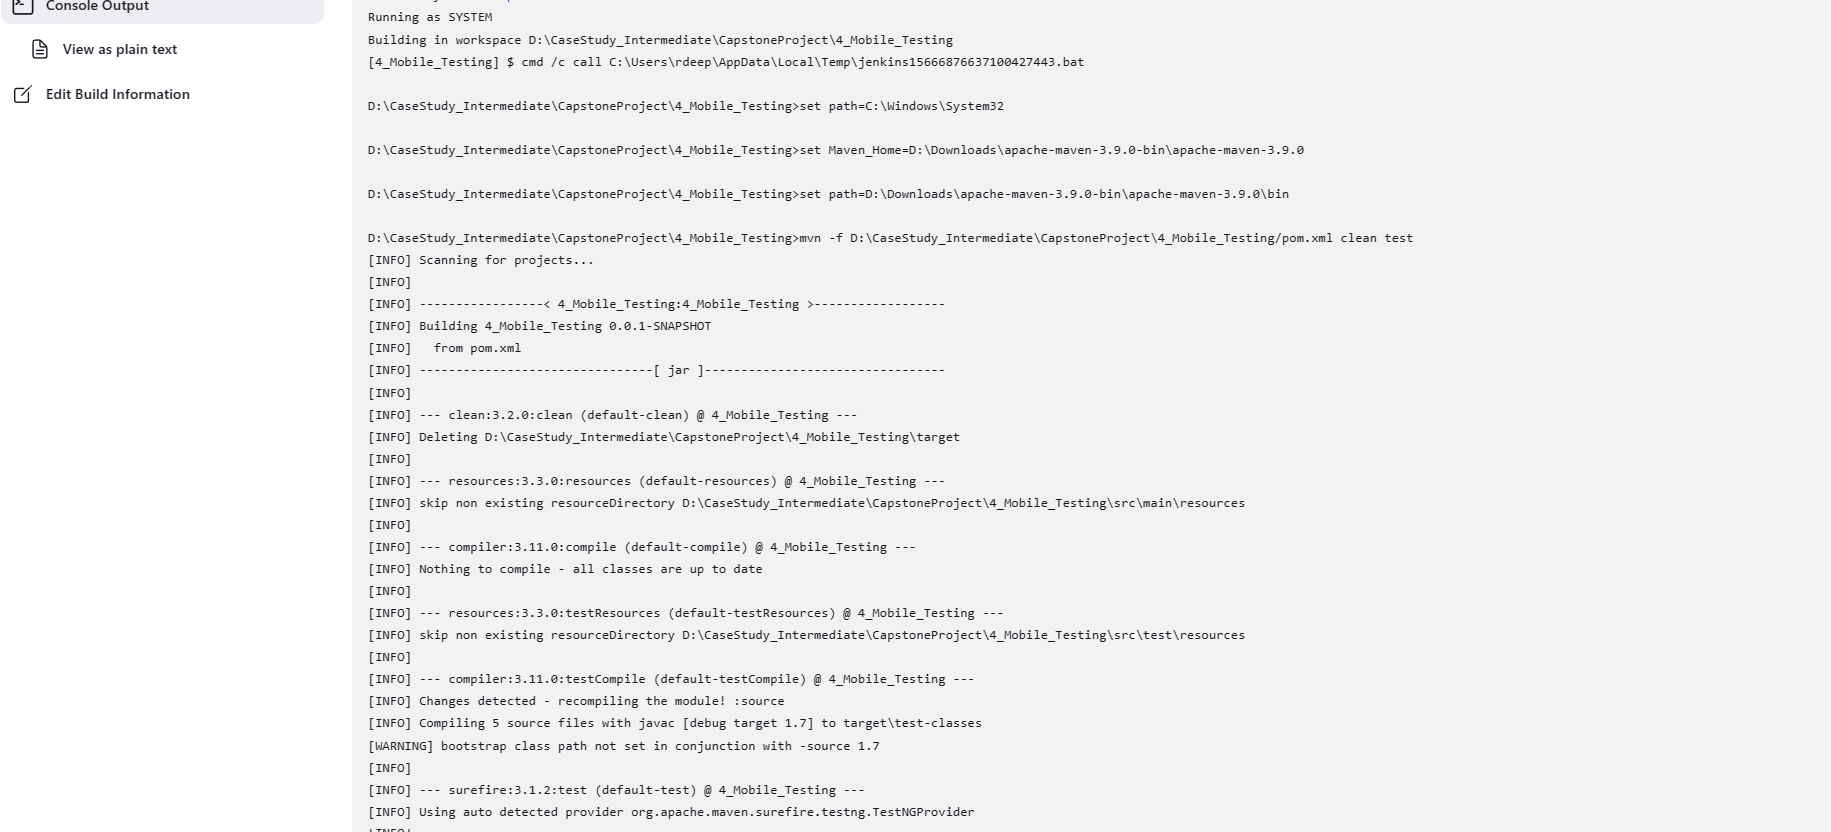 Console Output
View as plain text
Edit Build Information
Running as SYSTEM
Building in workspace D:\CaseStudy_Intermediate\CapstoneProject\4_Mobile_Testing
[4_Mobile_Testing] $ cmd /c call C:\Users\rdeep\AppData\Local\Temp\jenkins15666876637100427443.bat
D:\CaseStudy_Intermediate\CapstoneProject\4_Mobile_Testing>set path=C:\Windows\System32
D:\CaseStudy_Intermediate\CapstoneProject\4_Mobile_Testing>set Maven_Home=D:\Downloads\apache-maven-3.9.0-bin\apache-maven-3.9.0
D:\CaseStudy_Intermediate\CapstoneProject\4_Mobile_Testing>set path=D:\Downloads\apache-maven-3.9.0-bin\apache-maven-3.9.0\bin
D:\CaseStudy_Intermediate\CapstoneProject\4_Mobile_Testing>mvn -f D:\CaseStudy_Intermediate\CapstoneProject\4_Mobile_Testing/pom.xml clean test
[INFO] Scanning for projects...
[INFO]
[INFO] -----------------< 4_Mobile_Testing:4_Mobile_Testing >------------------
[INFO] Building 4_Mobile_Testing 0.0.1-SNAPSHOT
[INFO]   from pom.xml
[INFO] --------------------------------[ jar ]---------------------------------
[INFO]
[INFO] --- clean:3.2.0:clean (default-clean) @ 4_Mobile_Testing ---
[INFO] Deleting D:\CaseStudy_Intermediate\CapstoneProject\4_Mobile_Testing\target
[INFO]
[INFO] --- resources:3.3.0:resources (default-resources) @ 4_Mobile_Testing ---
[INFO] skip non existing resourceDirectory D:\CaseStudy_Intermediate\CapstoneProject\4_Mobile_Testing\src\main\resources
[INFO]
[INFO] --- compiler:3.11.0:compile (default-compile) @ 4_Mobile_Testing ---
[INFO] Nothing to compile - all classes are up to date
[INFO]
[INFO] --- resources:3.3.0:testResources (default-testResources) @ 4_Mobile_Testing ---
[INFO] skip non existing resourceDirectory D:\CaseStudy_Intermediate\CapstoneProject\4_Mobile_Testing\src\test\resources
[INFO]
[INFO] --- compiler:3.11.0:testCompile (default-testCompile) @ 4_Mobile_Testing ---
[INFO] Changes detected - recompiling the module! :source
[INFO] Compiling 5 source files with javac [debug target 1.7] to target\test-classes
[WARNING] bootstrap class path not set in conjunction with -source 1.7
[INFO]
[INFO] --- surefire:3.1.2:test (default-test) @ 4_Mobile_Testing ---
[INFO] Using auto detected provider org.apache.maven.surefire.testng.TestNGProvider